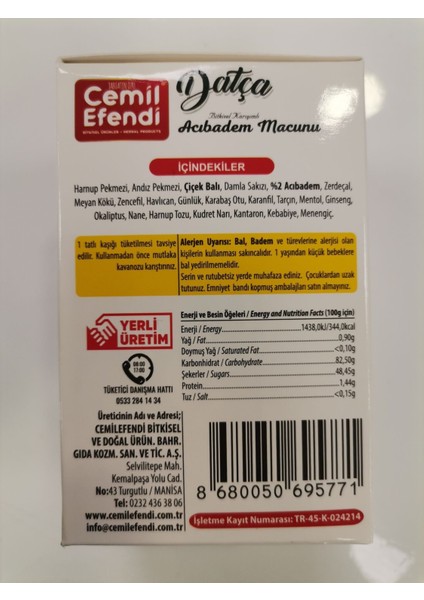 Cemil
Efendi
BİTKİSEL ÜRÜNLER • HERBAL PRODUCTS
Datça
Bitkisel Karışımlı
Acıbadem Macunu
İÇİNDEKİLER
Harnup Pekmezi, Andız Pekmezi, Çiçek Balı, Damla Sakızı, %2 Acıbadem, Zerdeçal,
Meyan Kökü, Zencefil, Havlıcan, Günlük, Karabaş Otu, Karanfil, Tarçın, Mentol, Ginseng,
Okaliptus, Nane, Harnup Tozu, Kudret Nan, Kantaron, Kebabiye, Menengiç.
1 tatlı kaşığı tüketilmesi tavsiye
edilir. Kullanmadan önce mutlaka
kavanozu karıştırınız.
Alerjen Uyarısı: Bal, Badem ve türevlerine alerjisi olan
kişilerin kullanması sakıncalıdır. 1 yaşından küçük bebeklere
bal yedirilmemelidir.
Serin ve rutubetsiz yerde muhafaza ediniz. Çocuklardan uzak
tutunuz. Emniyet bandı kopmuş ambalajları satın almayınız.
YERLİ
ÜRETİM
08:00
17:00
TÜKETİCİ DANIŞMA HATTI
0533 284 14 34
Enerji ve Besin Öğeleri / Energy and Nutrition Facts (100g için)
Enerji / Energy 1438,0kJ/344,0kcal
Yağ / Fat 0,90g
Doymuş Yağ / Saturated Fat <0,10g
Karbonhidrat / Carbohydrate 82,50g
Şekerler / Sugars 48,45g
Protein 1,44g
Tuz / Salt <0,15g
Üreticinin Adı ve Adresi;
CEMİLEFENDİ BİTKİSEL
VE DOĞAL ÜRÜN. BAHR.
GIDA KOZM. SAN. VE TİC. A.Ş.
Selvilitepe Mah.
Kemalpaşa Yolu Cad.
No:43 Turgutlu / MANİSA
Tel: 0232 436 38 06
www.cemilefendi.com.tr
info@cemilefendi.com.tr
8 680050 695771
İşletme Kayıt Numarası: TR-45-K-024214